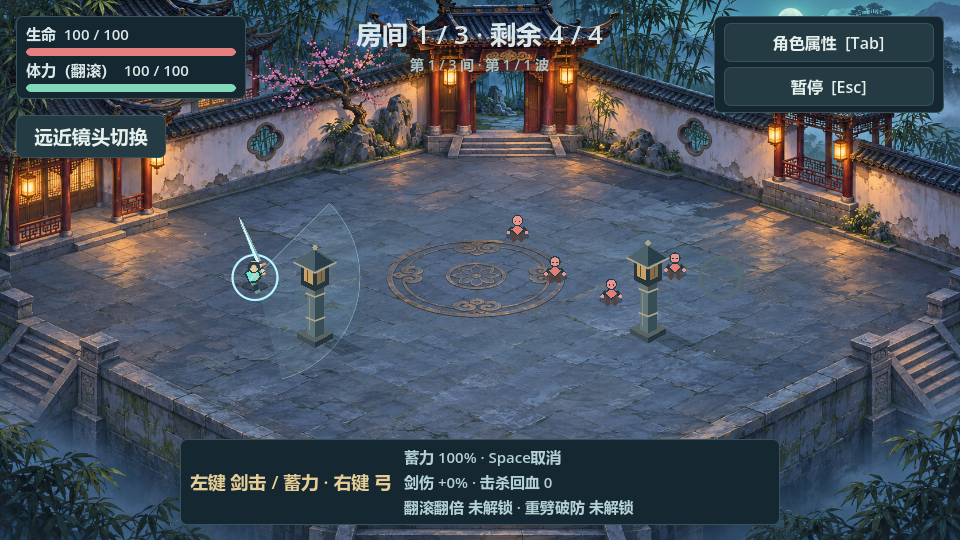 生命 100 / 100
体力（翻滚） 100 / 100
远近镜头切换
房间 1 / 3 · 剩余 4 / 4
第 1 / 3 间 · 第 1 / 1 波
角色属性 [Tab]
暂停 [Esc]
左键 剑击 / 蓄力 · 右键 弓
蓄力 100% · Space取消
剑伤 +0% · 击杀回血 0
翻滚翻倍 未解锁 · 重劈破防 未解锁